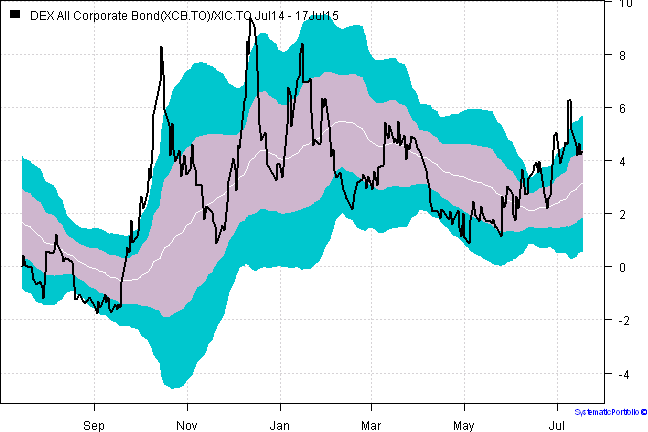 DEX All Corporate Bond(XCB.TO)/XIC.TO Jul14 - 17Jul15
10
8
6
4
2
0
-2
-4
Sep Nov Jan Mar May Jul
SystematicPortfolio ©